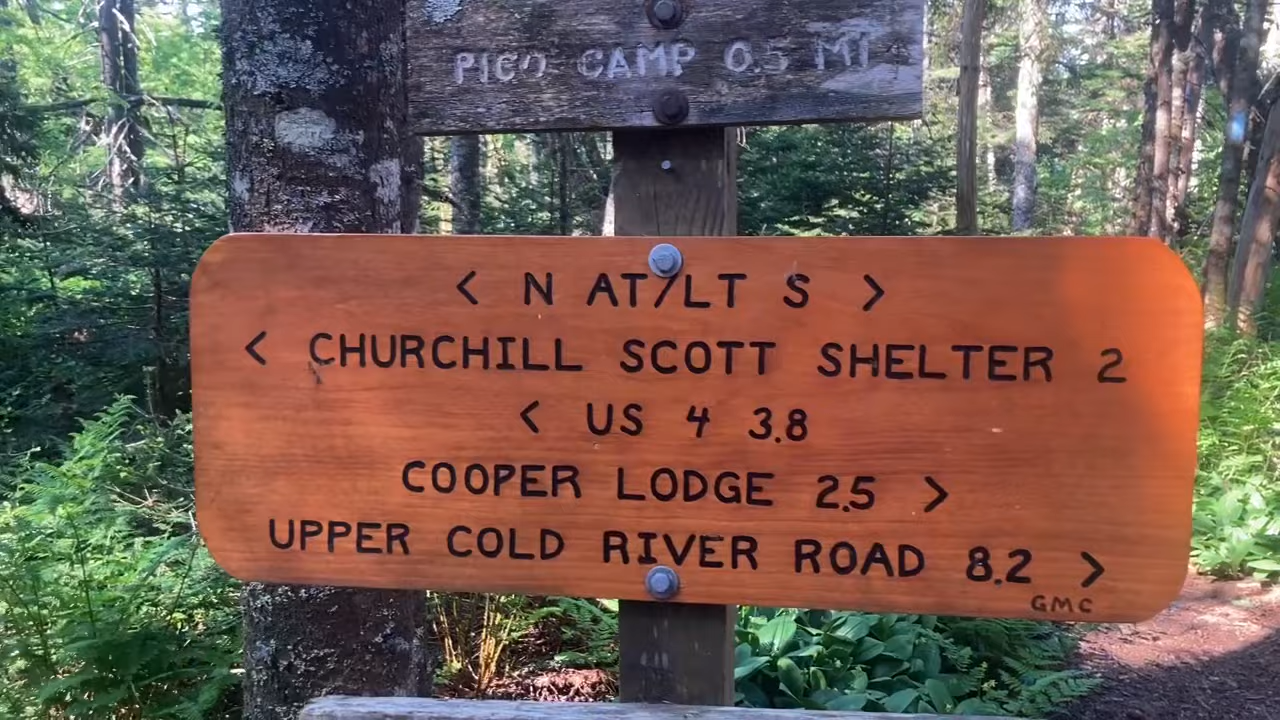 PICO CAMP 0.5 MI
< N AT/LT S >
< CHURCHILL SCOTT SHELTER 2
< US 4 3.8
COOPER LODGE 2.5 >
UPPER COLD RIVER ROAD 8.2 >
GMC